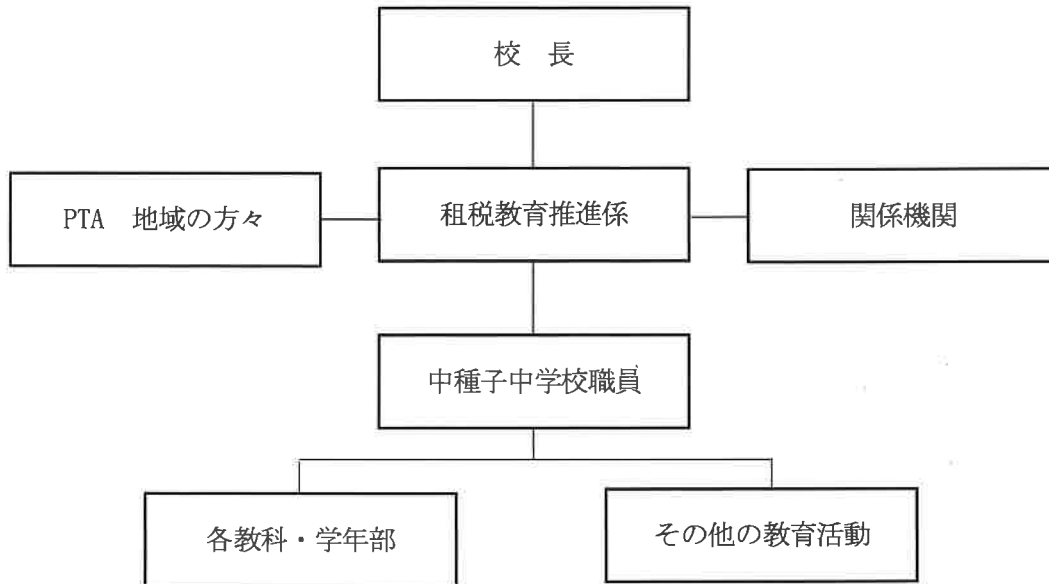 校　長
PTA　地域の方々
租税教育推進係
関係機関
中種子中学校職員
各教科・学年部
その他の教育活動